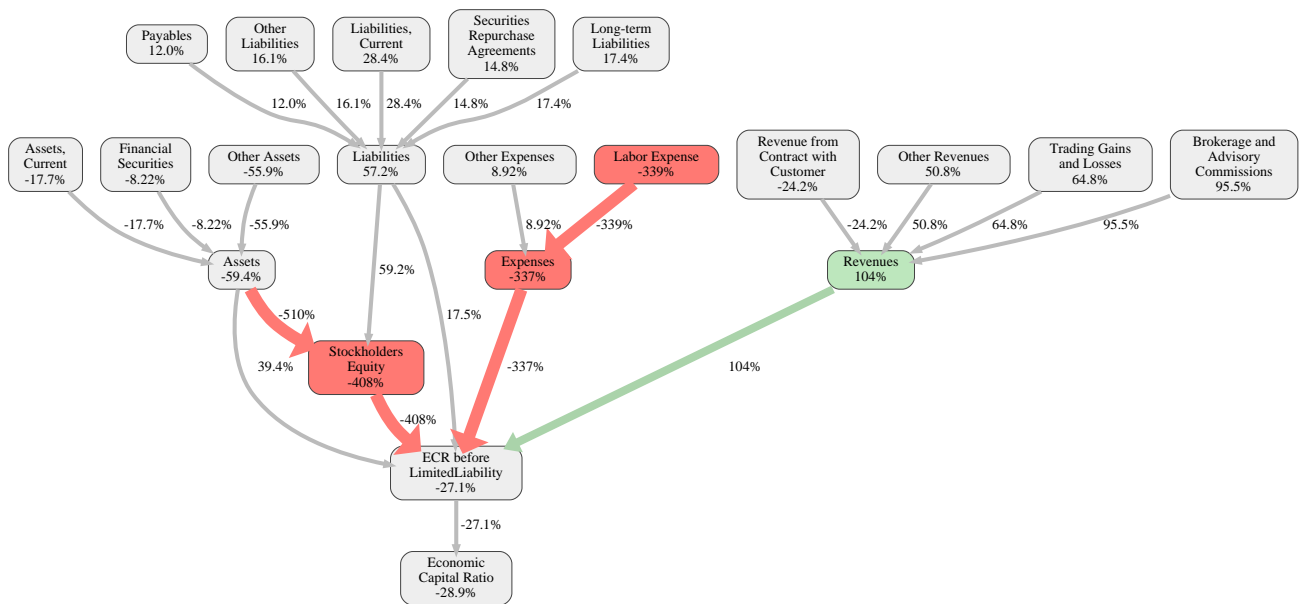 Payables
12.0%
Other
Liabilities
16.1%
Liabilities,
Current
28.4%
Securities
Repurchase
Agreements
14.8%
Long-term
Liabilities
17.4%
12.0%
16.1%
28.4%
14.8%
17.4%
Assets,
Current
-17.7%
Financial
Securities
-8.22%
Other Assets
-55.9%
Liabilities
57.2%
Other Expenses
8.92%
Labor Expense
-339%
Revenue from
Contract with
Customer
-24.2%
Other Revenues
50.8%
Trading Gains
and Losses
64.8%
Brokerage and
Advisory
Commissions
95.5%
-17.7%
-8.22%
-55.9%
8.92%
-339%
-24.2%
50.8%
64.8%
95.5%
Assets
-59.4%
59.2%
Expenses
-337%
Revenues
104%
-510%
17.5%
39.4%
Stockholders
Equity
-408%
-337%
104%
-408%
ECR before
LimitedLiability
-27.1%
-27.1%
Economic
Capital Ratio
-28.9%